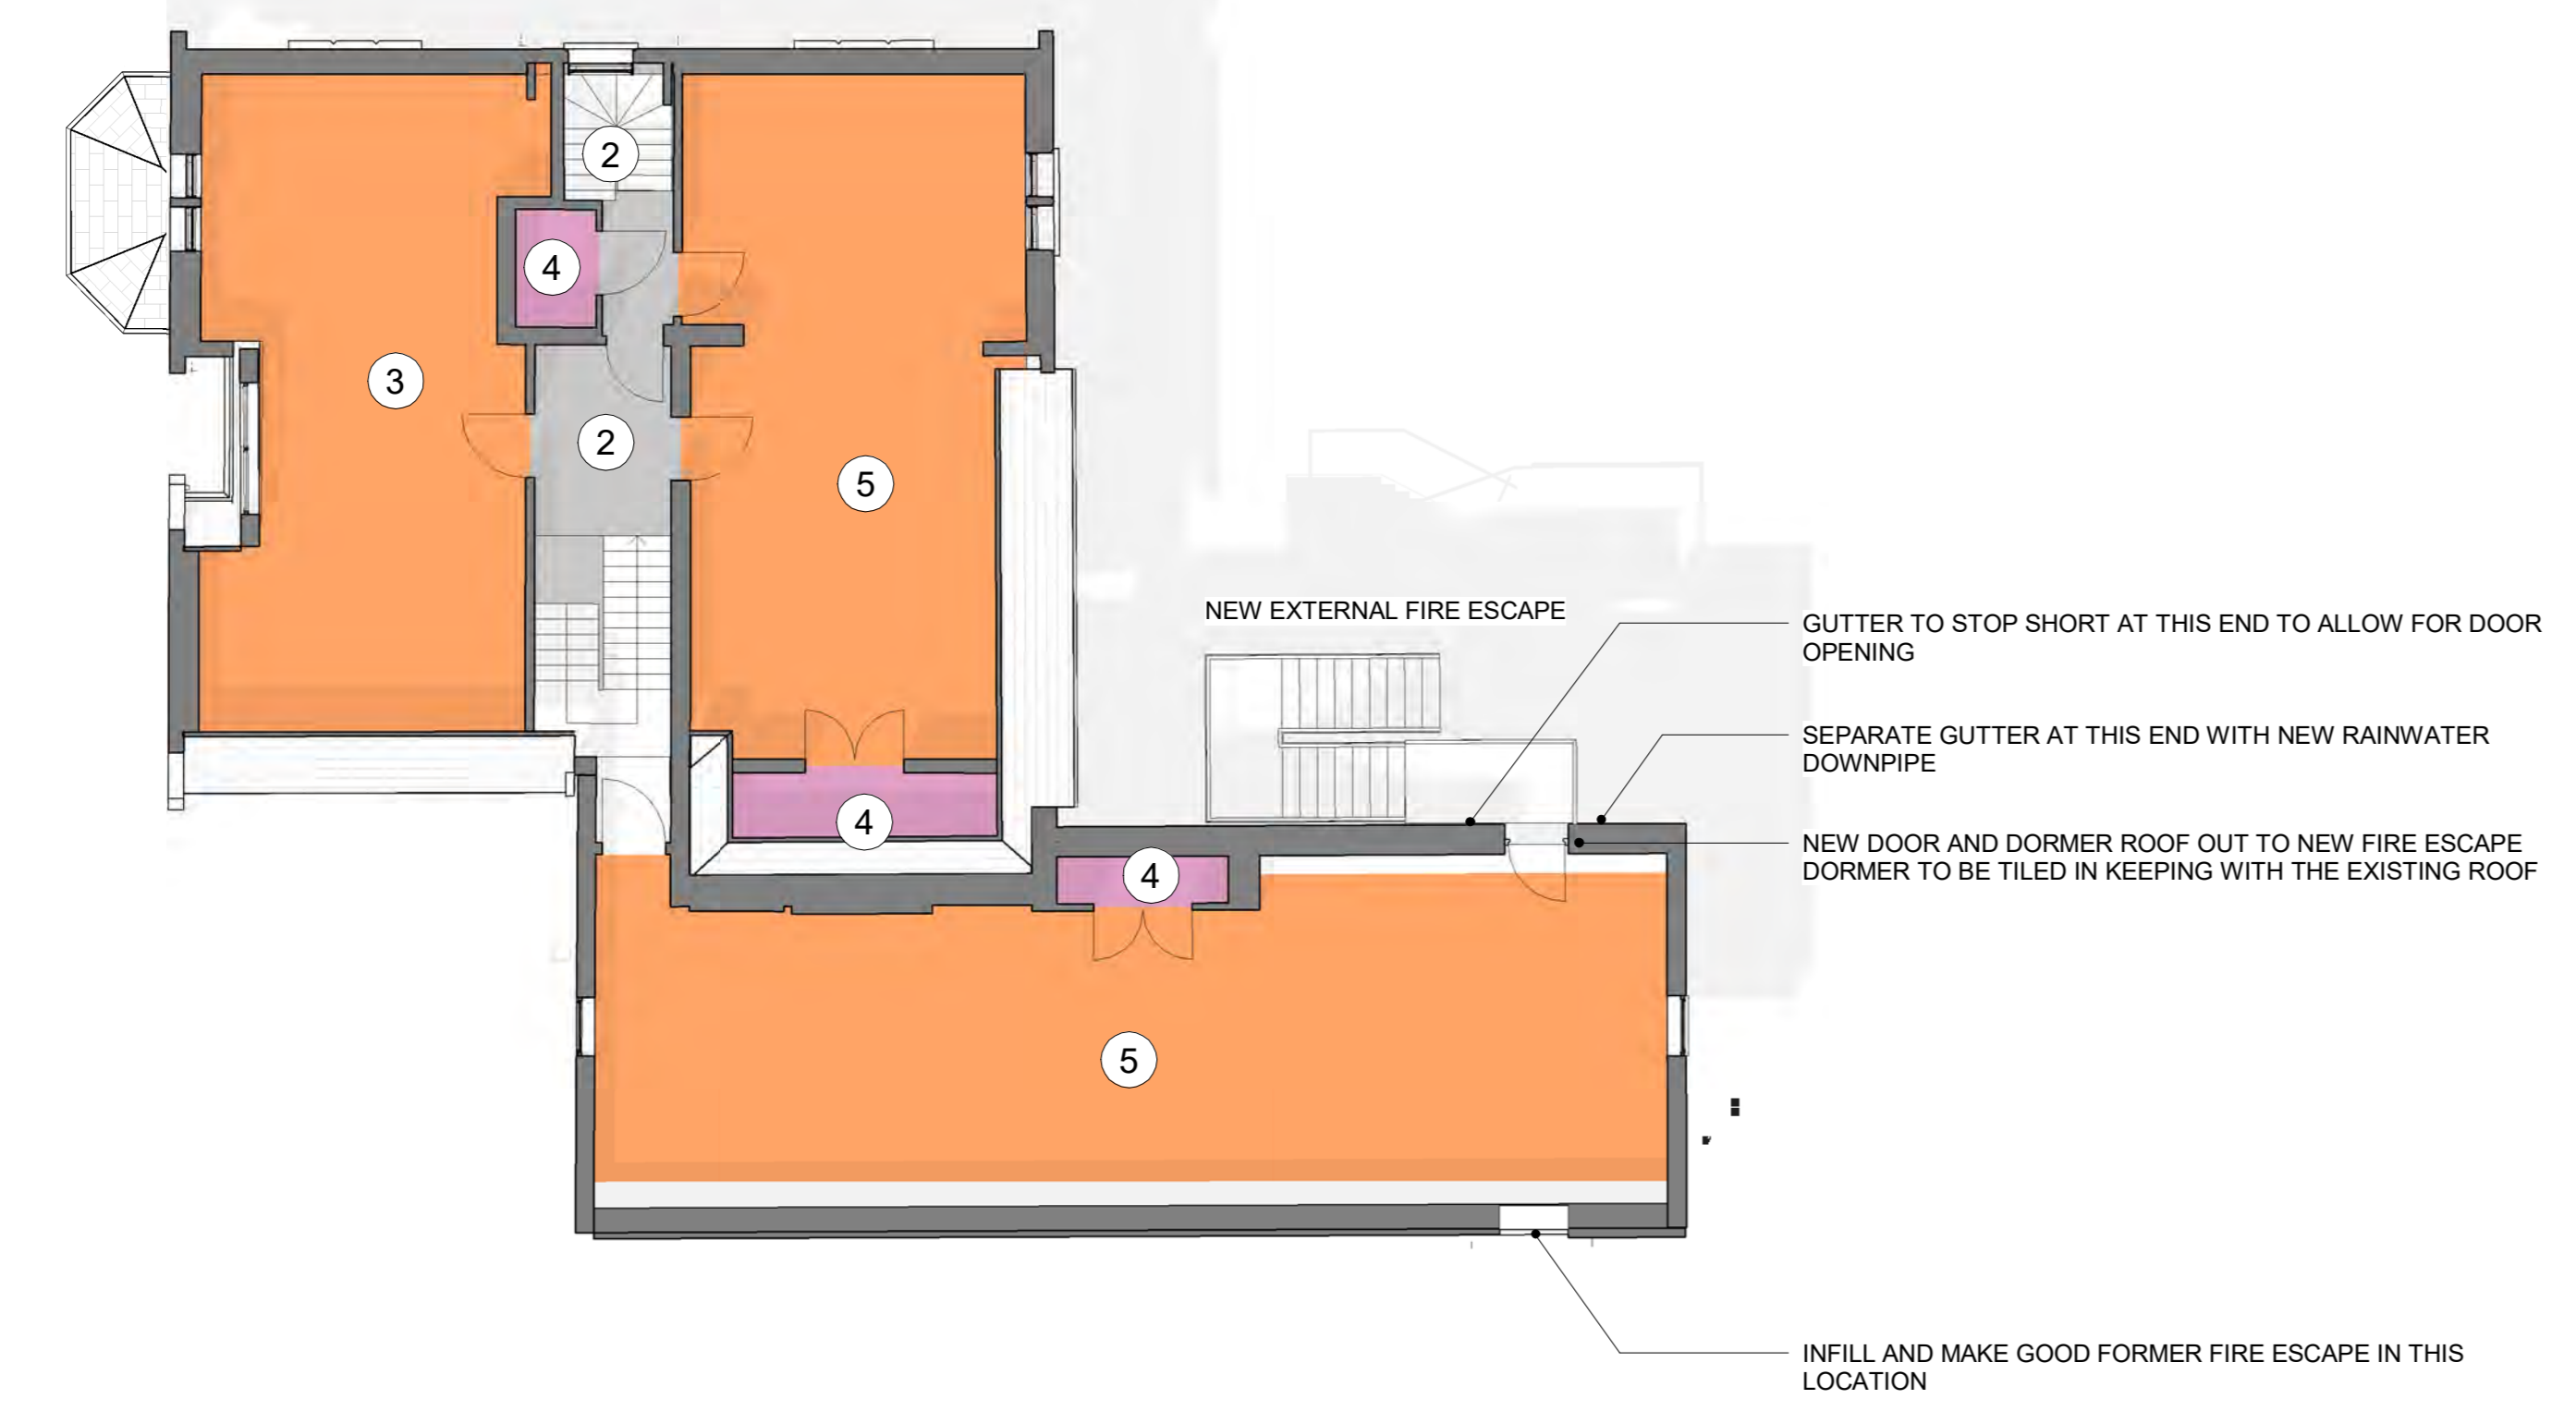 2
4
3
2
5
NEW EXTERNAL FIRE ESCAPE
GUTTER TO STOP SHORT AT THIS END TO ALLOW FOR DOOR
OPENING
SEPARATE GUTTER AT THIS END WITH NEW RAINWATER
DOWNPIPE
4
NEW DOOR AND DORMER ROOF OUT TO NEW FIRE ESCAPE
DORMER TO BE TILED IN KEEPING WITH THE EXISTING ROOF
4
5
INFILL AND MAKE GOOD FORMER FIRE ESCAPE IN THIS
LOCATION